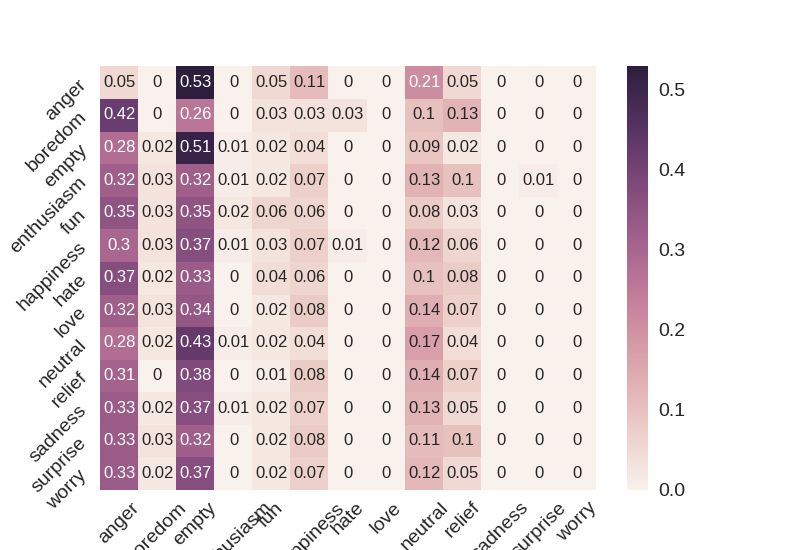 anger 0.05 0 0.53 0 0.05 0.11 0 0 0.21 0.05 0 0 0
boredom 0.42 0 0.26 0 0.03 0.03 0.03 0 0.1 0.13 0 0 0
empty 0.28 0.02 0.51 0.01 0.02 0.04 0 0 0.09 0.02 0 0 0
enthusiasm 0.32 0.03 0.32 0.01 0.02 0.07 0 0 0.13 0.1 0 0.01 0
fun 0.35 0.03 0.35 0.02 0.06 0.06 0 0 0.08 0.03 0 0 0
happiness 0.3 0.03 0.37 0.01 0.03 0.07 0.01 0 0.12 0.06 0 0 0
hate 0.37 0.02 0.33 0 0.04 0.06 0 0 0.1 0.08 0 0 0
love 0.32 0.03 0.34 0 0.02 0.08 0 0 0.14 0.07 0 0 0
neutral 0.28 0.02 0.43 0.01 0.02 0.04 0 0 0.17 0.04 0 0 0
relief 0.31 0 0.38 0 0.01 0.08 0 0 0.14 0.07 0 0 0
sadness 0.33 0.02 0.37 0.01 0.02 0.07 0 0 0.13 0.05 0 0 0
surprise 0.33 0.03 0.32 0 0.02 0.08 0 0 0.11 0.1 0 0 0
worry 0.33 0.02 0.37 0 0.02 0.07 0 0 0.12 0.05 0 0 0
anger oredom empty husiasm fun ppiness hate love neutral relief adness surprise worry
0.5
0.4
0.3
0.2
0.1
0.0